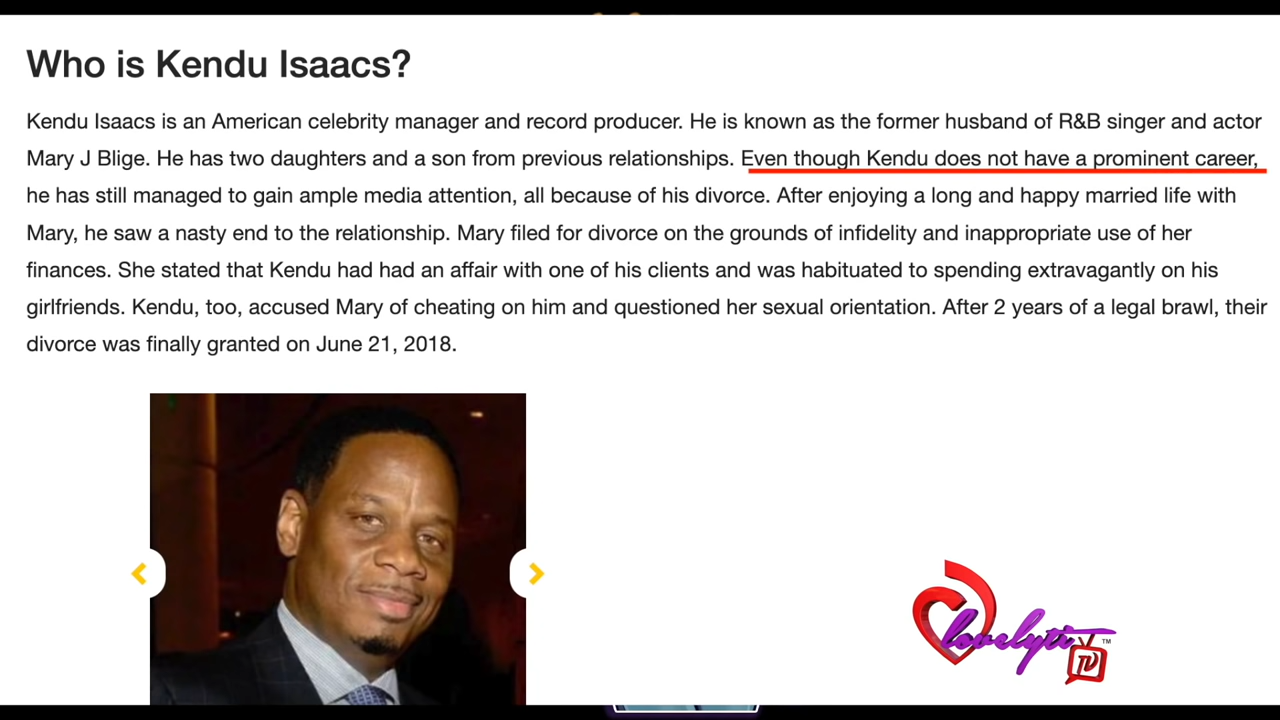 Who is Kendu Isaacs?
Kendu Isaacs is an American celebrity manager and record producer. He is known as the former husband of R&B singer and actor
Mary J Blige. He has two daughters and a son from previous relationships. Even though Kendu does not have a prominent career,
he has still managed to gain ample media attention, all because of his divorce. After enjoying a long and happy married life with
Mary, he saw a nasty end to the relationship. Mary filed for divorce on the grounds of infidelity and inappropriate use of her
finances. She stated that Kendu had had an affair with one of his clients and was habituated to spending extravagantly on his
girlfriends. Kendu, too, accused Mary of cheating on him and questioned her sexual orientation. After 2 years of a legal brawl, their
divorce was finally granted on June 21, 2018.
lovelyti TM
TV